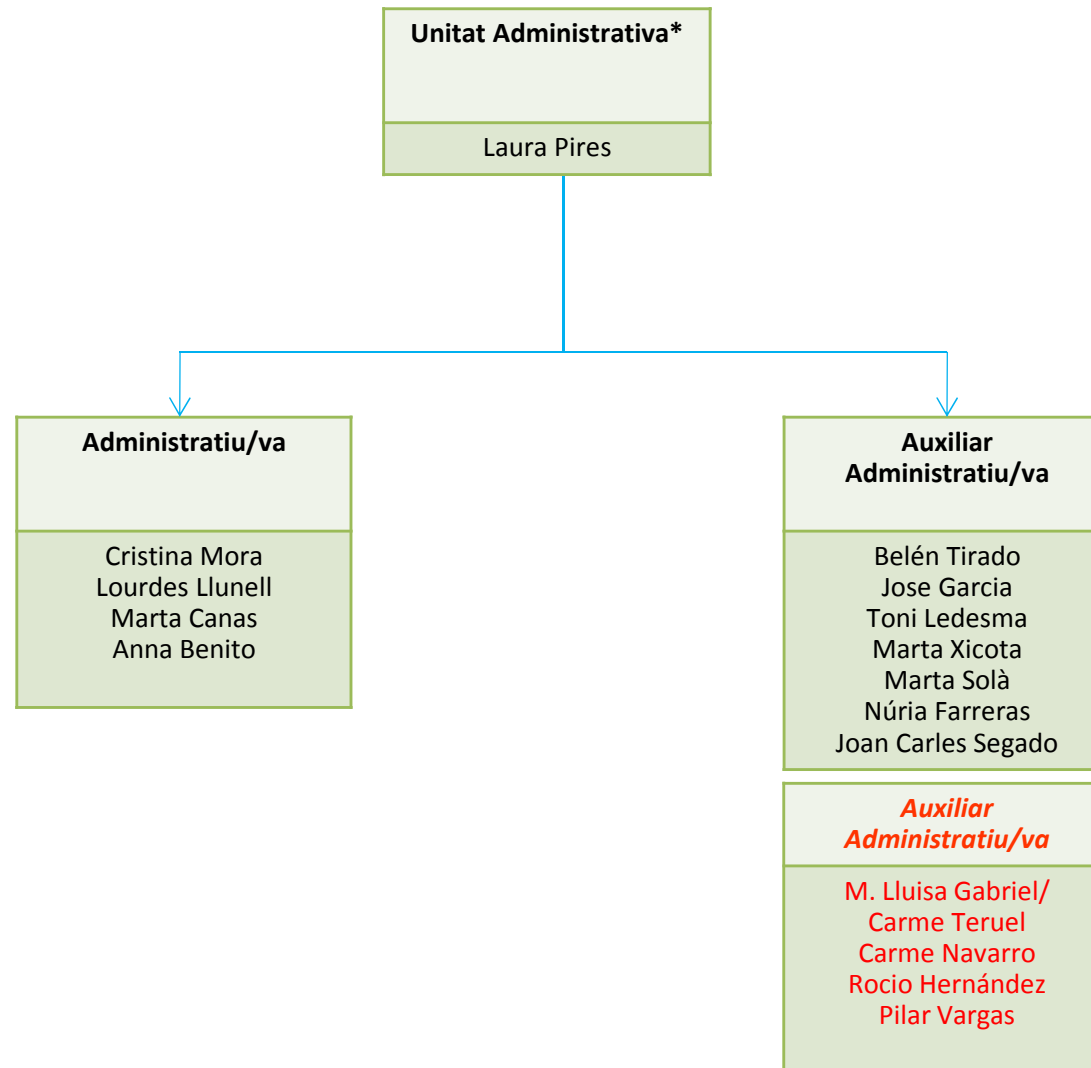 Unitat Administrativa*
Laura Pires
Administratiu/va
Cristina Mora
Lourdes Llunell
Marta Canas
Anna Benito
Auxiliar
Administratiu/va
Belén Tirado
Jose Garcia
Toni Ledesma
Marta Xicota
Marta Solà
Núria Farreras
Joan Carles Segado
Auxiliar
Administratiu/va
M. Lluisa Gabriel/
Carme Teruel
Carme Navarro
Rocio Hernández
Pilar Vargas